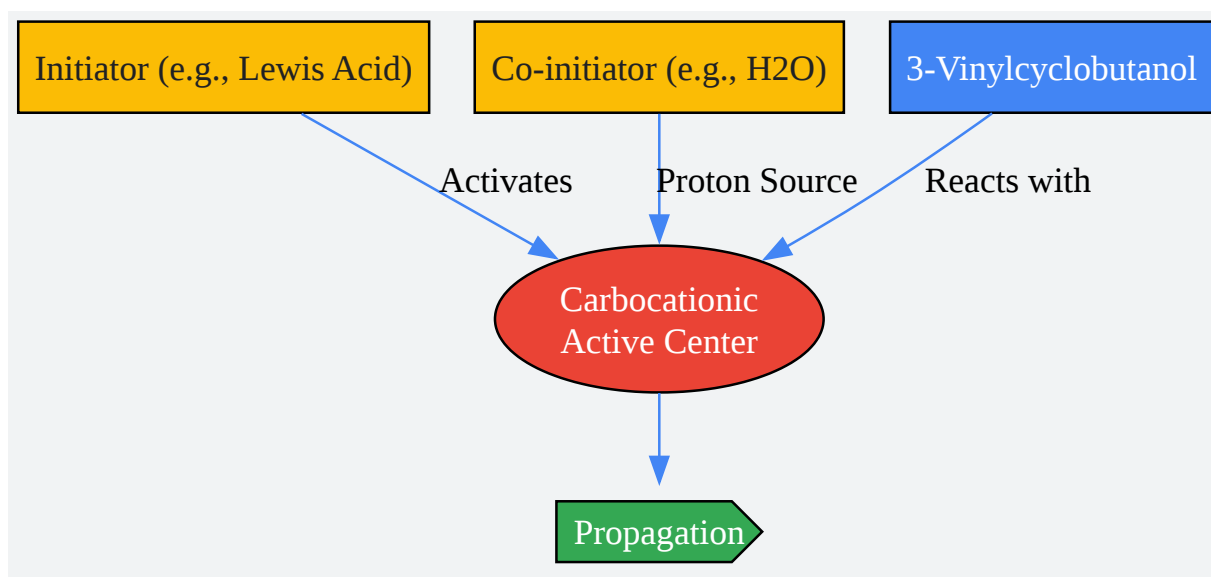 Initiator (e.g., Lewis Acid)
Co-initiator (e.g., H2O)
3-Vinylcyclobutanol
Activates
Proton Source
Reacts with
Carbocationic
Active Center
Propagation